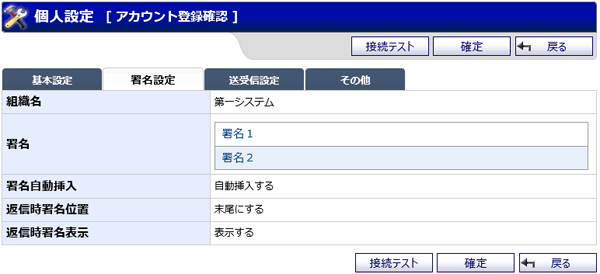 個人設定 [ アカウント登録確認 ]
接続テスト 確定 戻る
基本設定 署名設定 送受信設定 その他
組織名 第一システム
署名 署名１
署名２
署名自動挿入 自動挿入する
返信時署名位置 末尾にする
返信時署名表示 表示する
接続テスト 確定 戻る